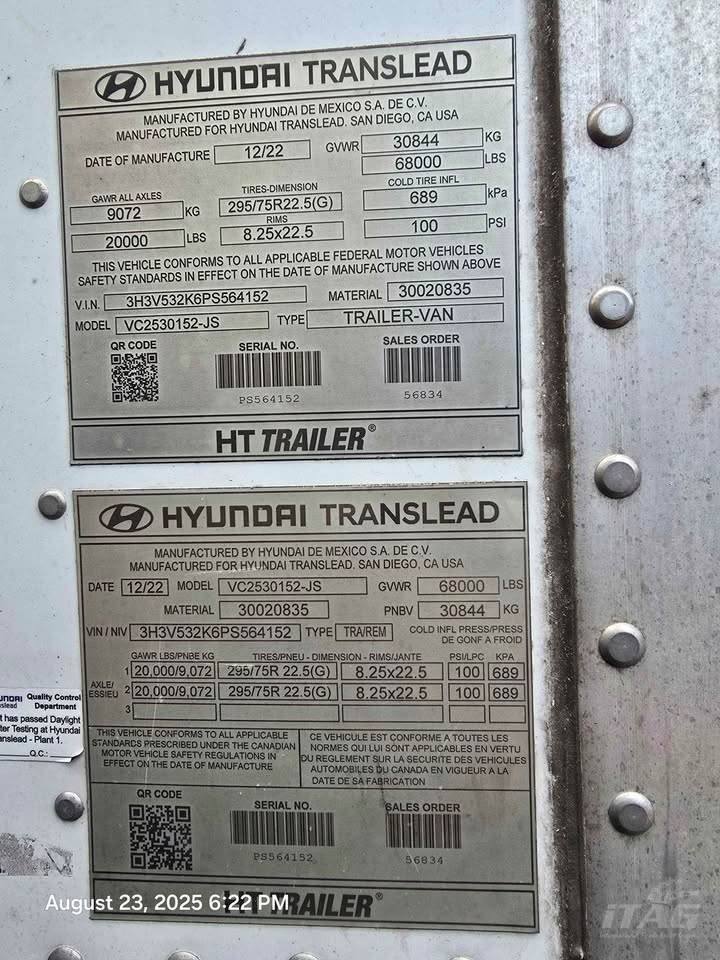 HYUNDAI TRANSLEAD
MANUFACTURED BY HYUNDAI DE MEXICO S.A. DE C.V.
MANUFACTURED FOR HYUNDAI TRANSLEAD. SAN DIEGO, CA USA
DATE OF MANUFACTURE 12/22 GVWR 30844 KG
68000 LBS
GAWR ALL AXLES TIRES-DIMENSION COLD TIRE INFL
9072 KG 295/75R22.5(G) 689 kPa
RIMS
20000 LBS 8.25x22.5 100 PSI
THIS VEHICLE CONFORMS TO ALL APPLICABLE FEDERAL MOTOR VEHICLES
SAFETY STANDARDS IN EFFECT ON THE DATE OF MANUFACTURE SHOWN ABOVE
V.I.N. 3H3V532K6PS564152 MATERIAL 30020835
MODEL VC2530152-JS TYPE TRAILER-VAN
QR CODE SERIAL NO. SALES ORDER
PS564152 56834
HT TRAILER®
HYUNDAI TRANSLEAD
MANUFACTURED BY HYUNDAI DE MEXICO S.A. DE C.V.
MANUFACTURED FOR HYUNDAI TRANSLEAD. SAN DIEGO, CA USA
DATE 12/22 MODEL VC2530152-JS GVWR 68000 LBS
MATERIAL 30020835 PNBV 30844 KG
VIN / NIV 3H3V532K6PS564152 TYPE TRA/REM COLD INFL PRESS/PRESS
DE GONF A FROID
GAWR LBS/PNBE KG TIRES/PNEU - DIMENSION - RIMS/JANTE PSI/LPC KPA
AXLE/
ESSIEU
1 20,000/9,072 295/75R 22.5(G) 8.25x22.5 100 689
2 20,000/9,072 295/75R 22.5(G) 8.25x22.5 100 689
3
THIS VEHICLE CONFORMS TO ALL APPLICABLE
STANDARDS PRESCRIBED UNDER THE CANADIAN
MOTOR VEHICLE SAFETY REGULATIONS IN
EFFECT ON THE DATE OF MANUFACTURE
CE VEHICULE EST CONFORME A TOUTES LES
NORMES QUI LUI SONT APPLICABLES EN VERTU
DU REGLEMENT SUR LA SECURITE DES VEHICULES
AUTOMOBILES DU CANADA EN VIGUEUR A LA
DATE DE SA FABRICATION
QR CODE SERIAL NO. SALES ORDER
PS564152 56834
HT TRAILER®
UNDAI Quality Control
nslead Department
t has passed Daylight
ter Testing at Hyundai
anslead - Plant 1.
Q.C.:
August 23, 2025 6:22 PM
ITAG